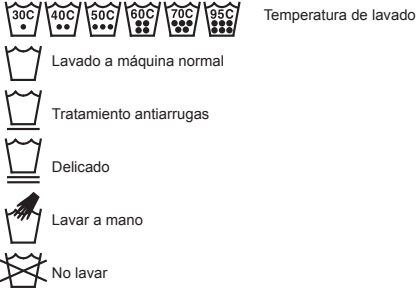 30C 40C 50C 60C 70C 95C Temperatura de lavado
Lavado a máquina normal
Tratamiento antiarrugas
Delicado
Lavar a mano
No lavar